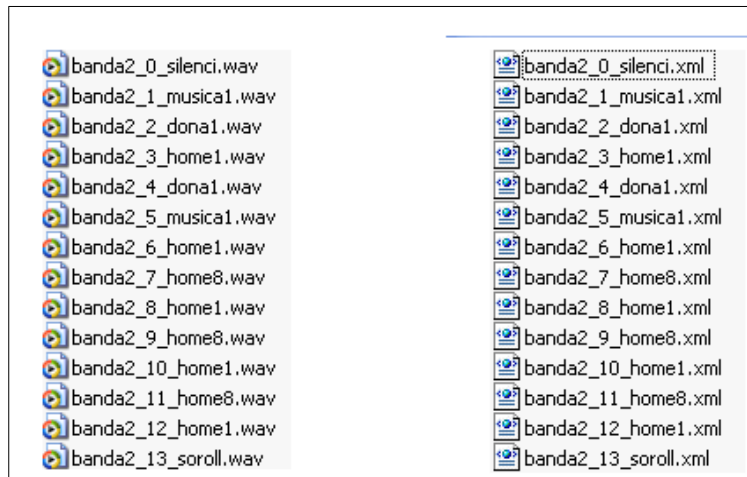 banda2_0_silenci.wav
banda2_1_musica1.wav
banda2_2_dona1.wav
banda2_3_home1.wav
banda2_4_dona1.wav
banda2_5_musica1.wav
banda2_6_home1.wav
banda2_7_home8.wav
banda2_8_home1.wav
banda2_9_home8.wav
banda2_10_home1.wav
banda2_11_home8.wav
banda2_12_home1.wav
banda2_13_soroll.wav
banda2_0_silenci.xml
banda2_1_musica1.xml
banda2_2_dona1.xml
banda2_3_home1.xml
banda2_4_dona1.xml
banda2_5_musica1.xml
banda2_6_home1.xml
banda2_7_home8.xml
banda2_8_home1.xml
banda2_9_home8.xml
banda2_10_home1.xml
banda2_11_home8.xml
banda2_12_home1.xml
banda2_13_soroll.xml